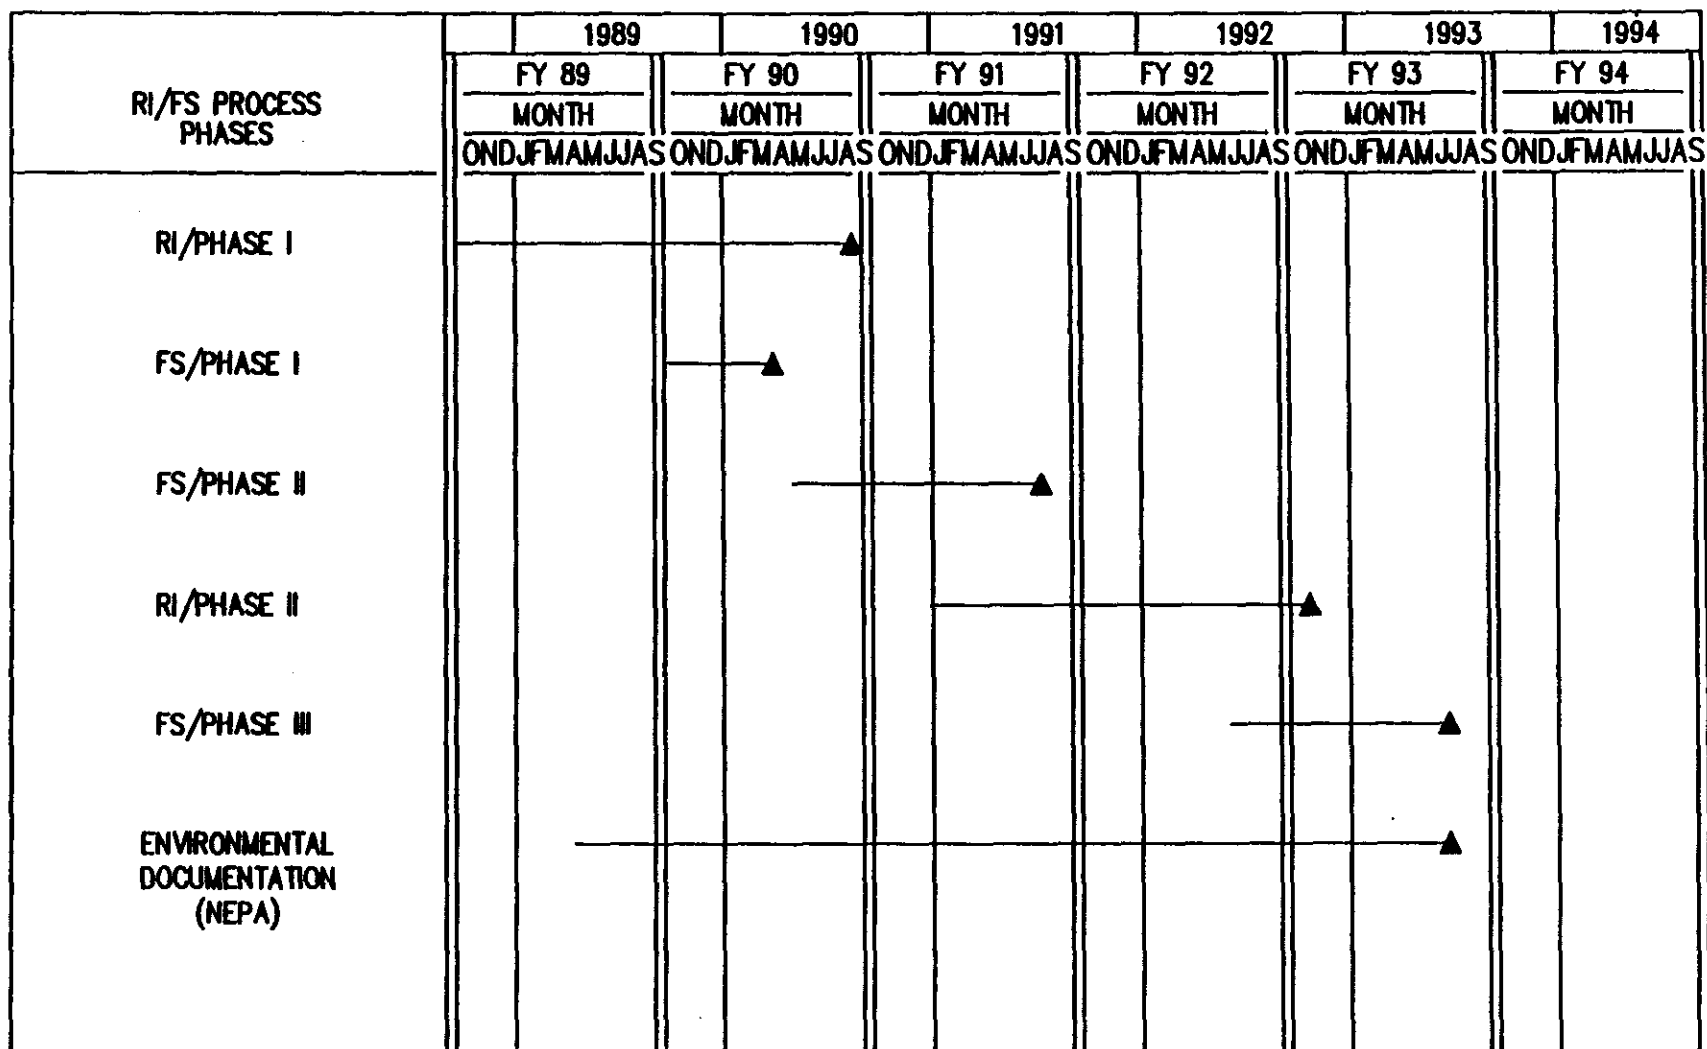 1989 1990 1991 1992 1993 1994
FY 89 FY 90 FY 91 FY 92 FY 93 FY 94
RI/FS PROCESS
PHASES
MONTH MONTH MONTH MONTH MONTH MONTH
ONDJFMAMJJAS ONDJFMAMJJAS ONDJFMAMJJAS ONDJFMAMJJAS ONDJFMAMJJAS ONDJFMAMJJAS
RI/PHASE I
FS/PHASE I
FS/PHASE II
RI/PHASE II
FS/PHASE III
ENVIRONMENTAL
DOCUMENTATION
(NEPA)